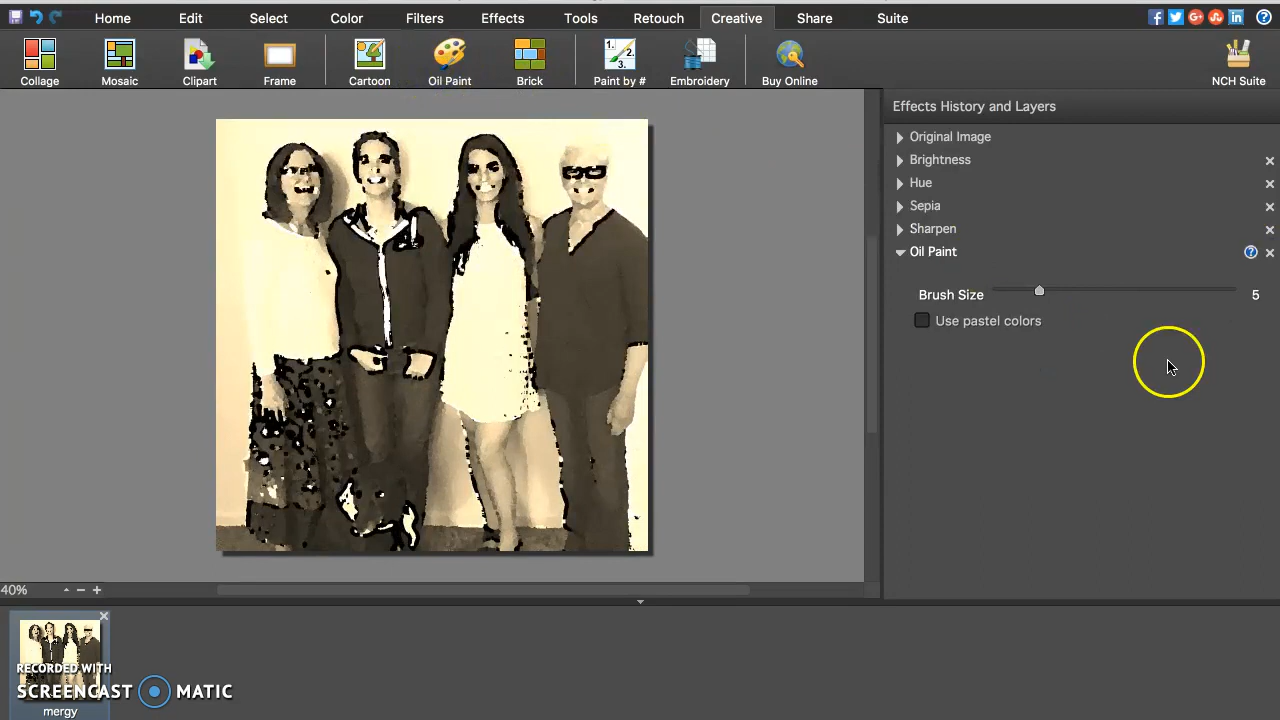 Home Edit Select Color Filters Effects Tools Retouch Creative Share Suite
Collage Mosaic Clipart Frame Cartoon Oil Paint Brick Paint by # Embroidery Buy Online NCH Suite
Effects History and Layers
Original Image
Brightness
Hue
Sepia
Sharpen
Oil Paint
Brush Size 5
Use pastel colors
40%
RECORDED WITH
SCREENCAST MATIC
mergy